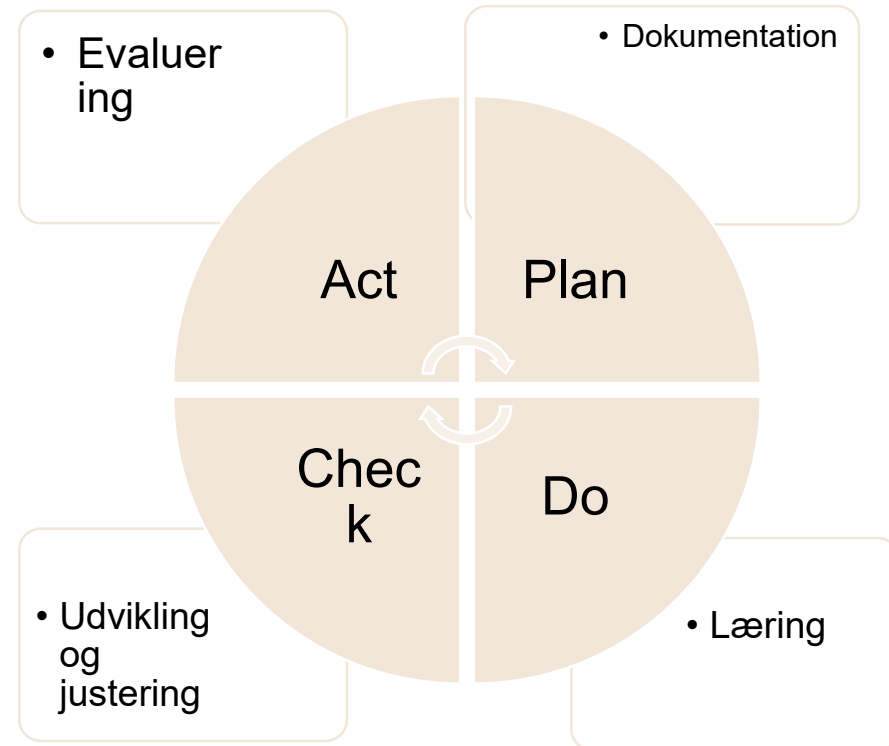 • Evaluer
ing
• Dokumentation
Act
Plan
Chec
k
Do
• Udvikling
og
justering
• Læring